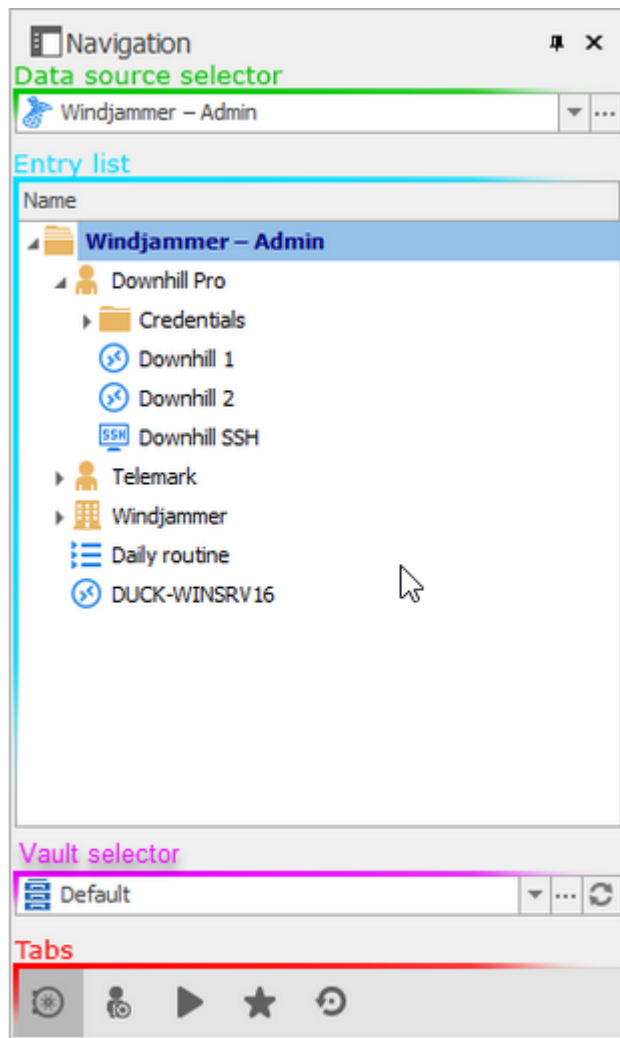 Navigation
Data source selector
Windjammer – Admin
Entry list
Name
Windjammer – Admin
Downhill Pro
Credentials
Downhill 1
Downhill 2
SSH Downhill SSH
Telemark
Windjammer
Daily routine
DUCK-WINSRV16
Vault selector
Default
Tabs